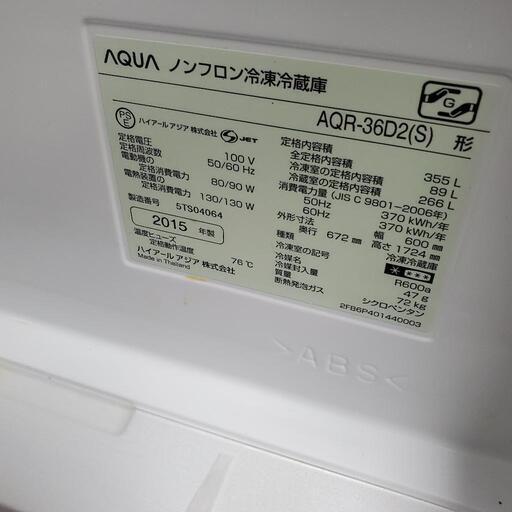 AQUA ノンフロン冷凍冷蔵庫
AQR-36D2(S) 形
G
PS
E
ハイアールアジア株式会社 S JET
定格電圧 100 V
定格周波数 50/60 Hz
電動機の
定格消費電力 80/90 W
電熱装置の
定格消費電力 130/130 W
製造番号 5TS04064
2015 年製
温度ヒューズ
定格動作温度 76℃
ハイアールアジア株式会社
Made in Thailand
定格内容積
全定格内容積 355 L
冷凍室の定格内容積 89 L
冷蔵室の定格内容積 266 L
消費電力量 (JIS C 9801-2006年)
50Hz 370 kWh/年
60Hz 370 kWh/年
外形寸法 幅 600 mm
奥行 672 mm 高さ 1724 mm
種類 冷凍冷蔵庫
冷凍室の記号 * ***
冷媒名 R600a
冷媒封入量 47 g
質量 72 kg
断熱発泡ガス シクロペンタン
2FB6P401440003
>ABS<